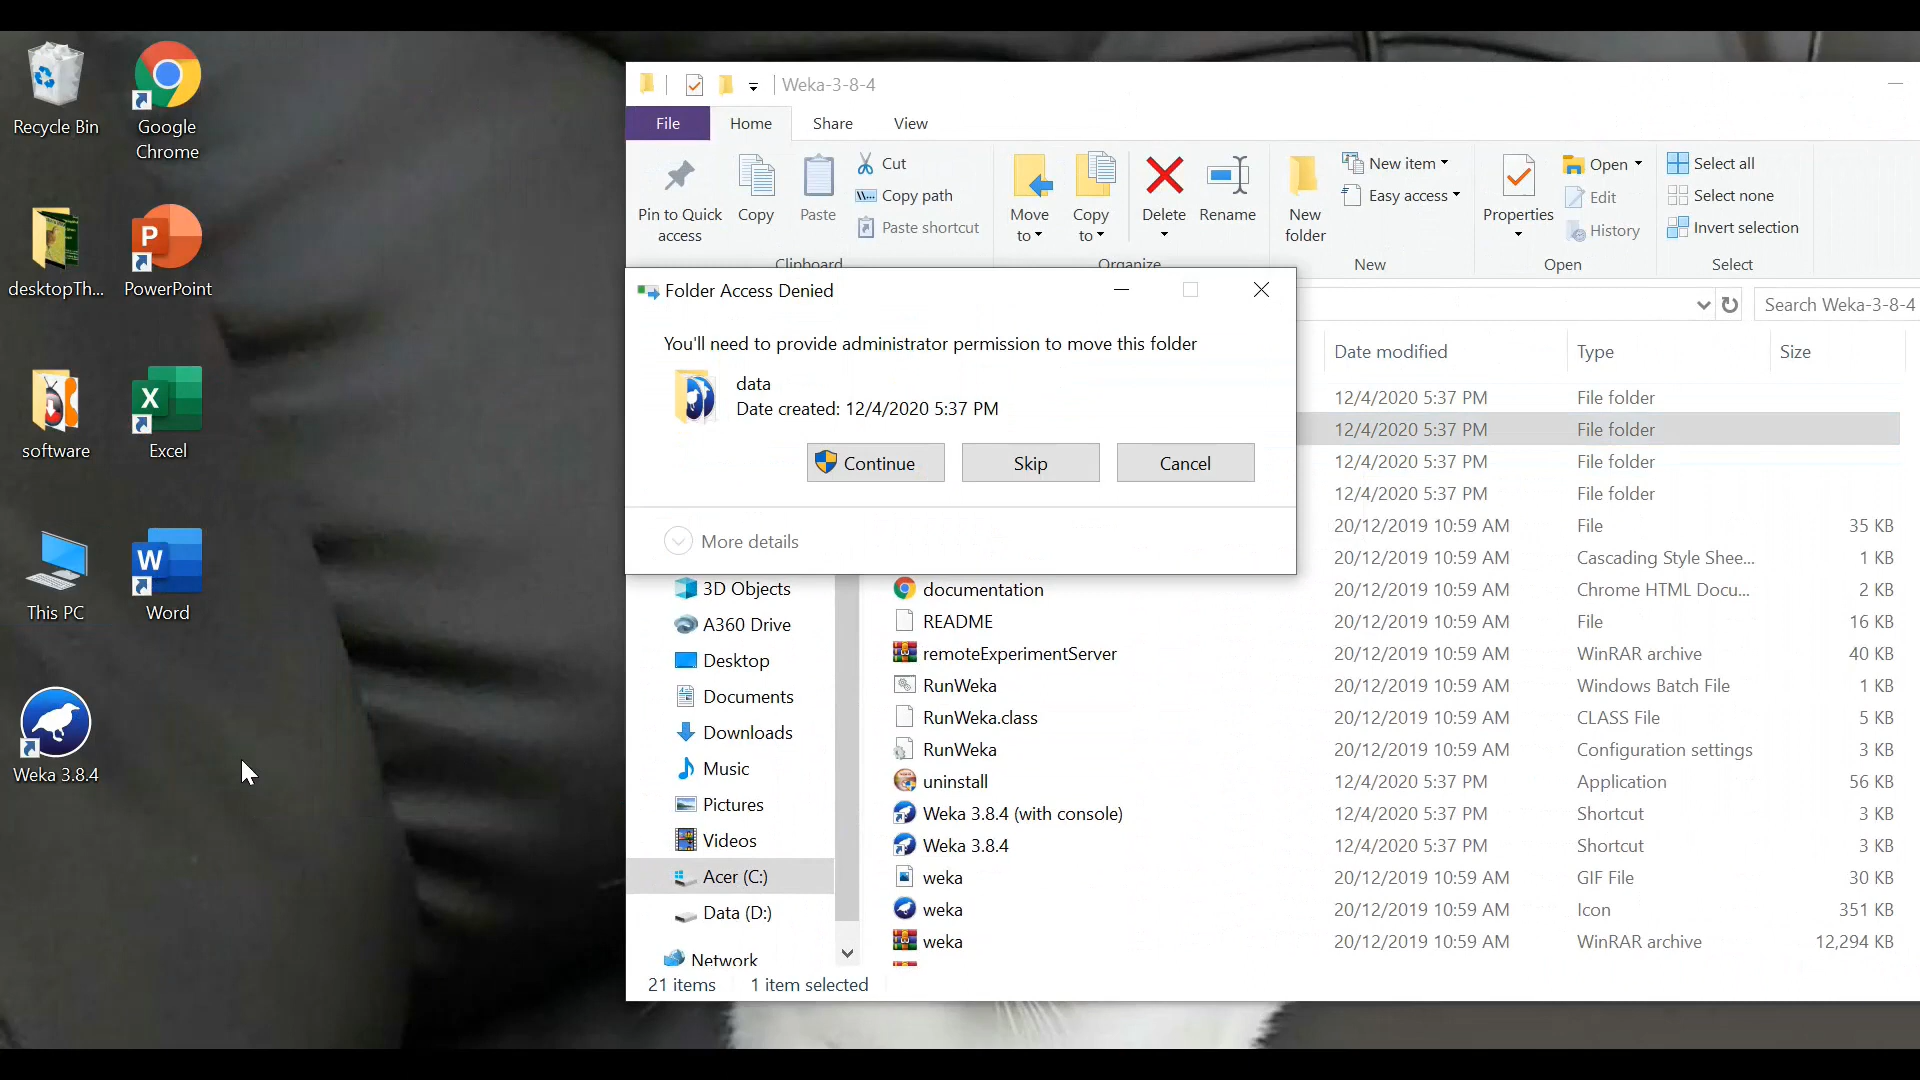 Recycle Bin
Google
Chrome
desktopTh...
PowerPoint
software
Excel
This PC
Word
Weka 3.8.4
Weka-3-8-4
File
Home
Share
View
Pin to Quick
access
Copy
Paste
Cut
Copy path
Paste shortcut
Clipboard
Move
to
Copy
to
Delete
Rename
Organize
New
folder
New item
Easy access
New
Properties
Open
Edit
History
Open
Select all
Select none
Invert selection
Select
Search Weka-3-8-4
Folder Access Denied
You'll need to provide administrator permission to move this folder
data
Date created: 12/4/2020 5:37 PM
Continue
Skip
Cancel
More details
Date modified Type Size
12/4/2020 5:37 PM File folder
12/4/2020 5:37 PM File folder
12/4/2020 5:37 PM File folder
12/4/2020 5:37 PM File folder
20/12/2019 10:59 AM File 35 KB
20/12/2019 10:59 AM Cascading Style Shee... 1 KB
documentation 20/12/2019 10:59 AM Chrome HTML Docu... 2 KB
README 20/12/2019 10:59 AM File 16 KB
remoteExperimentServer 20/12/2019 10:59 AM WinRAR archive 40 KB
RunWeka 20/12/2019 10:59 AM Windows Batch File 1 KB
RunWeka.class 20/12/2019 10:59 AM CLASS File 5 KB
RunWeka 20/12/2019 10:59 AM Configuration settings 3 KB
uninstall 12/4/2020 5:37 PM Application 56 KB
Weka 3.8.4 (with console) 12/4/2020 5:37 PM Shortcut 3 KB
Weka 3.8.4 12/4/2020 5:37 PM Shortcut 3 KB
weka 20/12/2019 10:59 AM GIF File 30 KB
weka 20/12/2019 10:59 AM Icon 351 KB
weka 20/12/2019 10:59 AM WinRAR archive 12,294 KB
3D Objects
A360 Drive
Desktop
Documents
Downloads
Music
Pictures
Videos
Acer (C:)
Data (D:)
Network
21 items 1 item selected